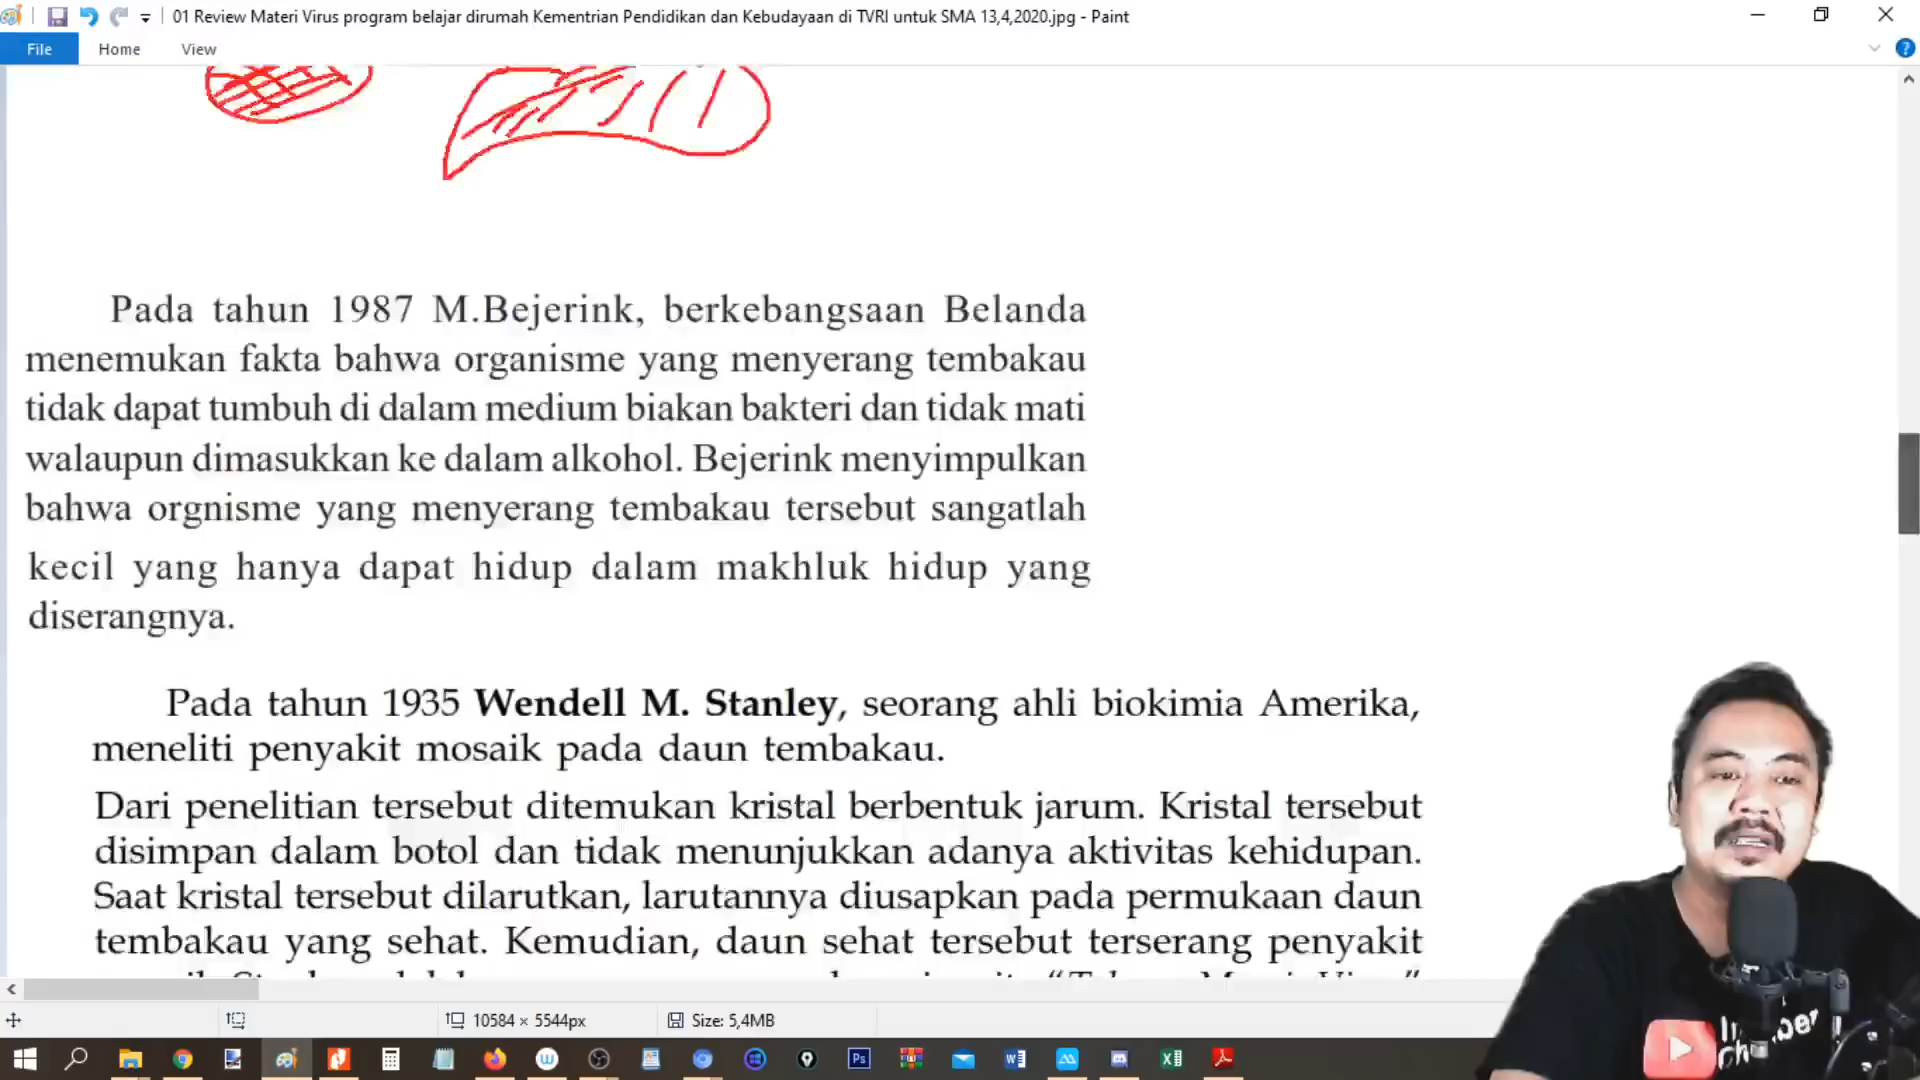 01 Review Materi Virus program belajar dirumah Kementrian Pendidikan dan Kebudayaan di TVRI untuk SMA 13,4,2020.jpg - Paint
File Home View
Pada tahun 1987 M.Bejerink, berkebangsaan Belanda
menemukan fakta bahwa organisme yang menyerang tembakau
tidak dapat tumbuh di dalam medium biakan bakteri dan tidak mati
walaupun dimasukkan ke dalam alkohol. Bejerink menyimpulkan
bahwa orgnisme yang menyerang tembakau tersebut sangatlah
kecil yang hanya dapat hidup dalam makhluk hidup yang
diserangnya.
Pada tahun 1935 Wendell M. Stanley, seorang ahli biokimia Amerika,
meneliti penyakit mosaik pada daun tembakau.
Dari penelitian tersebut ditemukan kristal berbentuk jarum. Kristal tersebut
disimpan dalam botol dan tidak menunjukkan adanya aktivitas kehidupan.
Saat kristal tersebut dilarutkan, larutannya diusapkan pada permukaan daun
tembakau yang sehat. Kemudian, daun sehat tersebut terserang penyakit
10584 × 5544px Size: 5,4MB
Ps